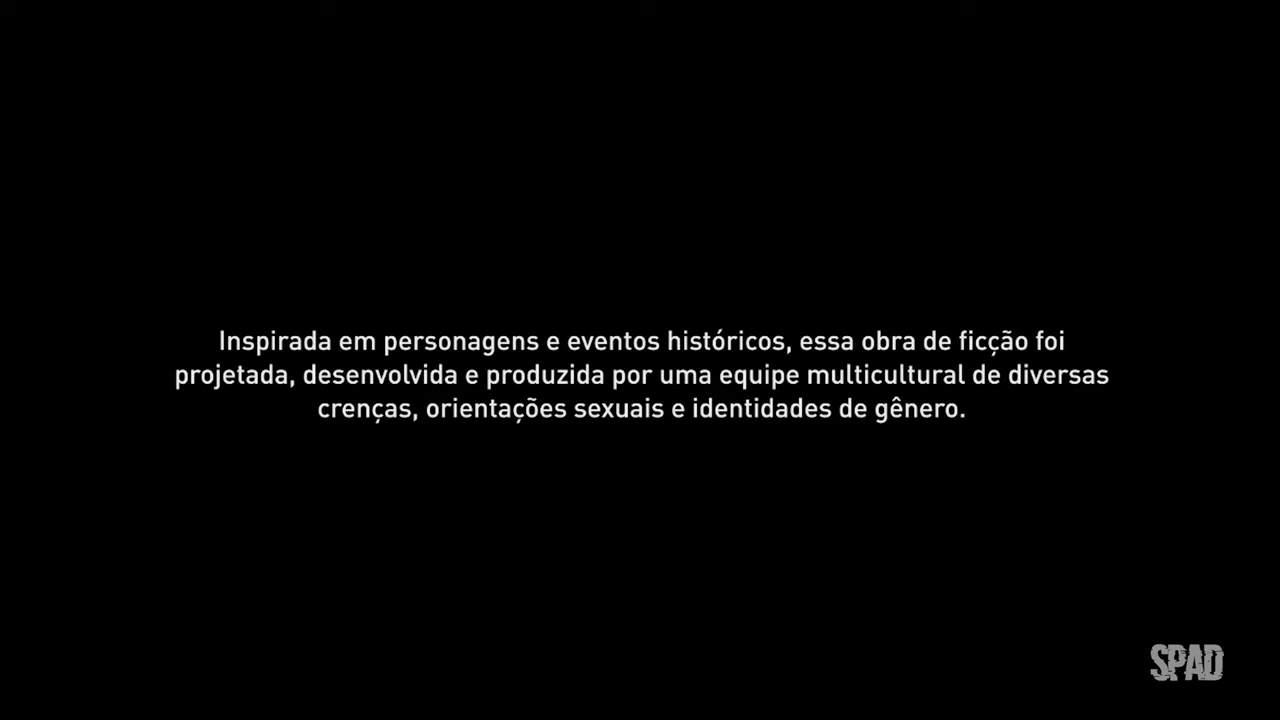 Inspirada em personagens e eventos históricos, essa obra de ficção foi
projetada, desenvolvida e produzida por uma equipe multicultural de diversas
crenças, orientações sexuais e identidades de gênero.
SPAD